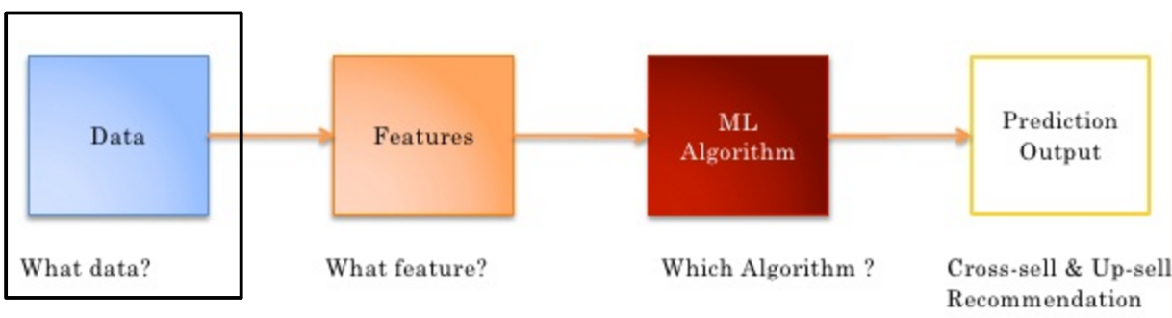 Data
Features
ML
Algorithm
Prediction
Output
What data?
What feature?
Which Algorithm ?
Cross-sell & Up-sell
Recommendation